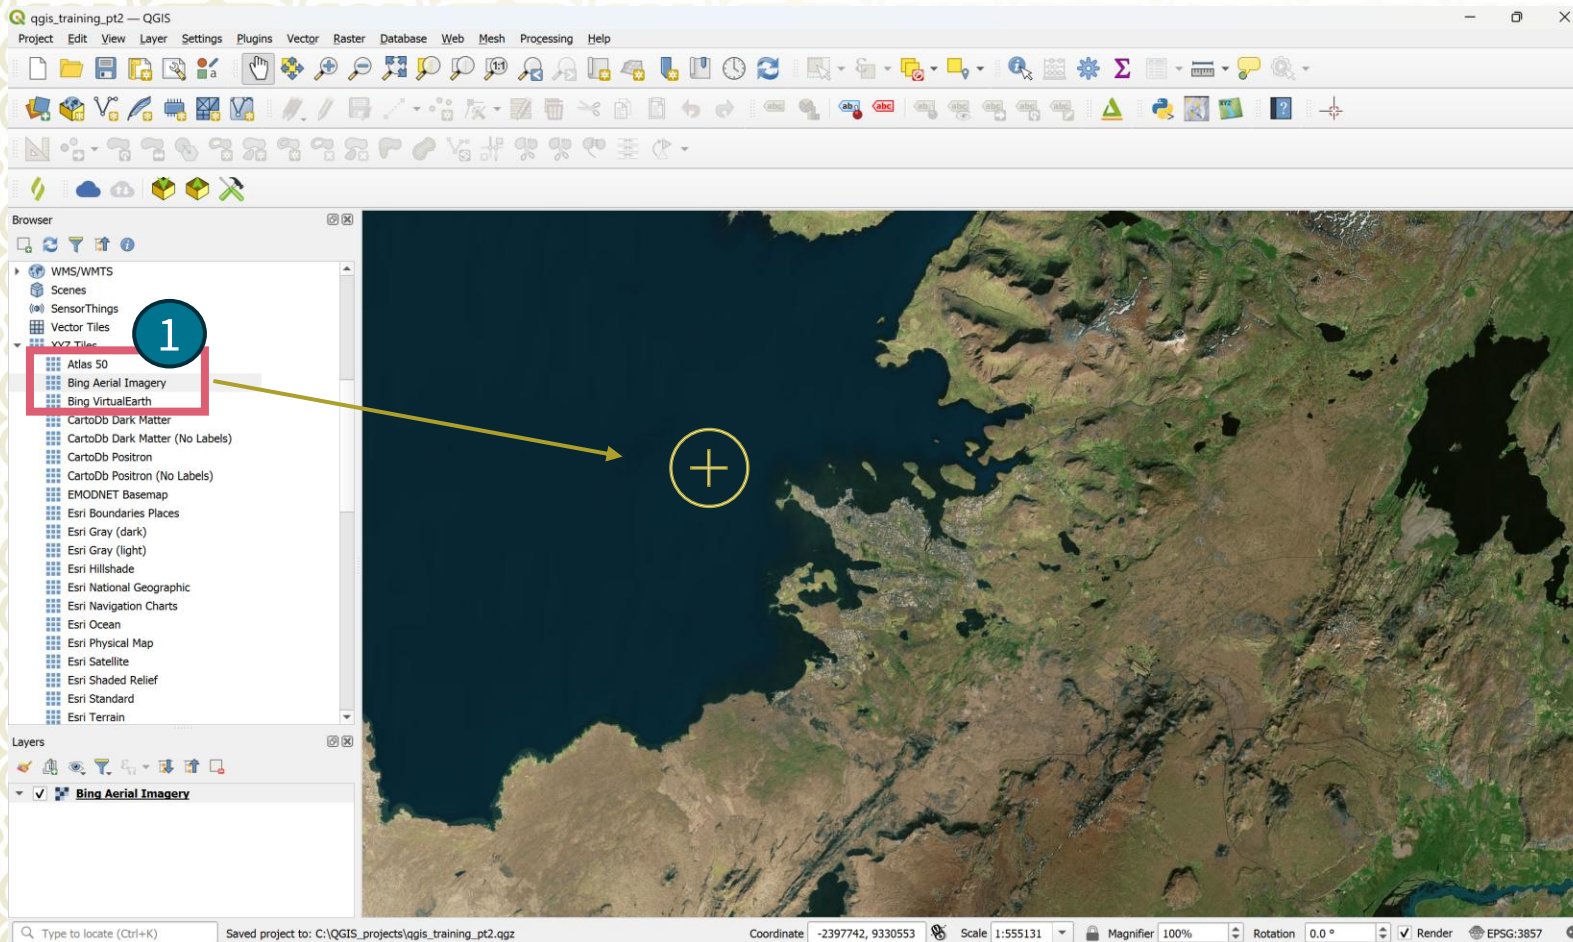 qgis_training_pt2 — QGIS
Project Edit View Layer Settings Plugins Vector Raster Database Web Mesh Processing Help
Browser
WMS/WMTS
Scenes
SensorThings
Vector Tiles
1
XYZ Tiles
Atlas 50
Bing Aerial Imagery
Bing VirtualEarth
CartoDb Dark Matter
CartoDb Dark Matter (No Labels)
CartoDb Positron
CartoDb Positron (No Labels)
EMODNET Basemap
Esri Boundaries Places
Esri Gray (dark)
Esri Gray (light)
Esri Hillshade
Esri National Geographic
Esri Navigation Charts
Esri Ocean
Esri Physical Map
Esri Satellite
Esri Shaded Relief
Esri Standard
Esri Terrain
Layers
Bing Aerial Imagery
Type to locate (Ctrl+K) Saved project to: C:\QGIS_projects\qgis_training_pt2.qgz Coordinate -2397742, 9330553 Scale 1:555131 Magnifier 100% Rotation 0.0 ° Render EPSG:3857